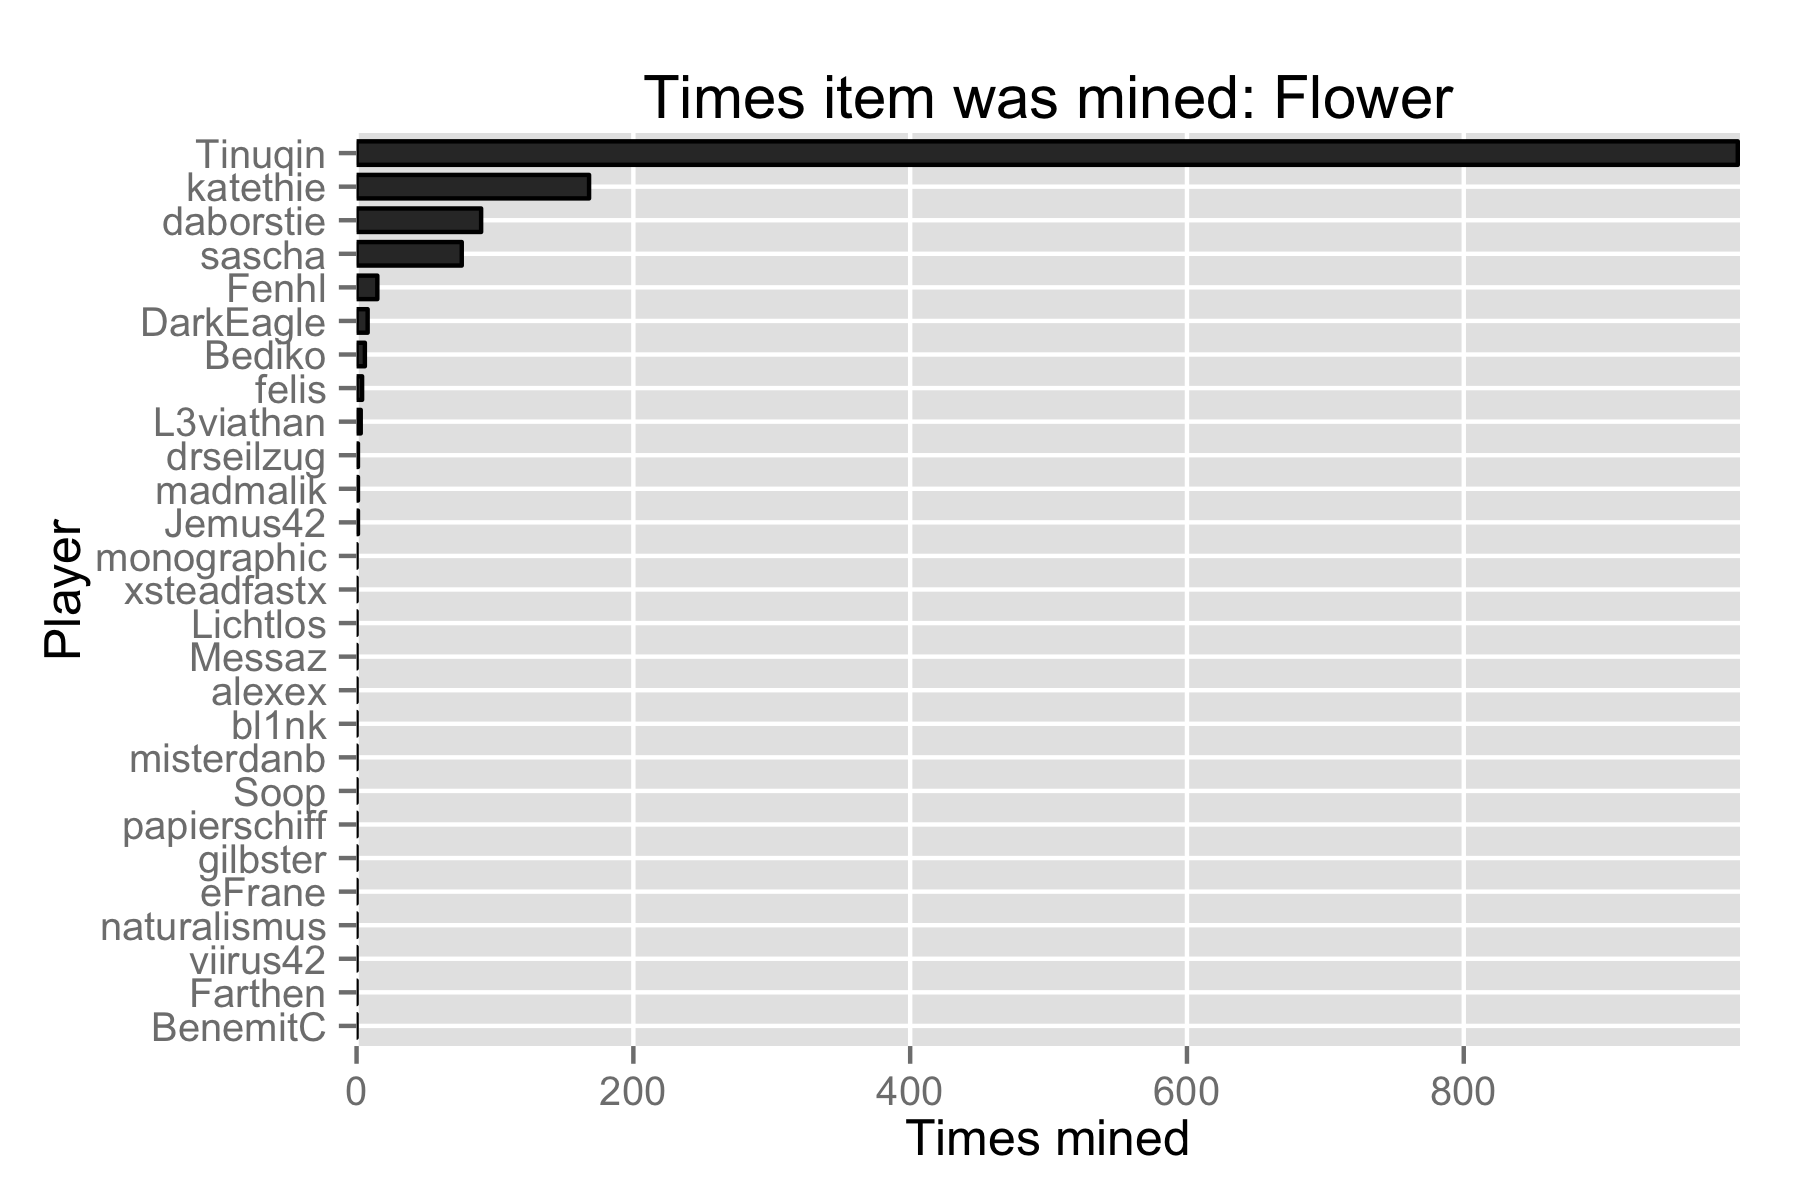 Times item was mined: Flower
Tinuqin
katethie
daborstie
sascha
Fenhl
DarkEagle
Bediko
felis
L3viathan
drseilzug
madmalik
Jemus42
monographic
xsteadfastx
Lichtlos
Messaz
alexex
bl1nk
misterdanb
Soop
papierschiff
gilbster
eFrane
naturalismus
viirus42
Farthen
BenemitC
Player
0 200 400 600 800
Times mined